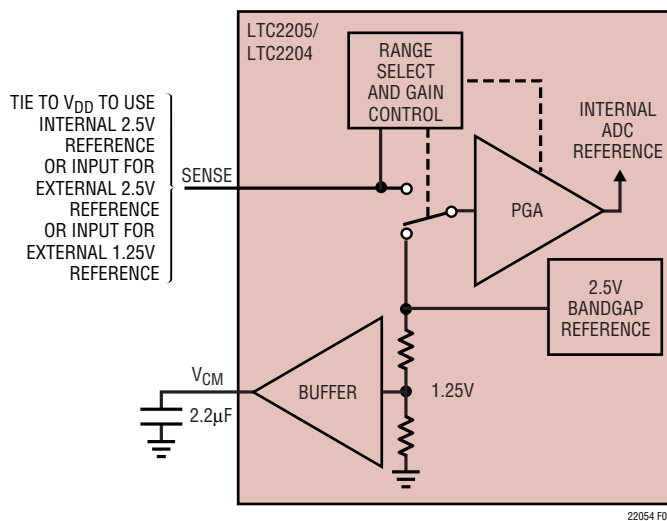 LTC2205/
LTC2204
RANGE
SELECT
AND GAIN
CONTROL
TIE TO VDD TO USE
INTERNAL 2.5V
REFERENCE
OR INPUT FOR
EXTERNAL 2.5V
REFERENCE
OR INPUT FOR
EXTERNAL 1.25V
REFERENCE
SENSE
INTERNAL
ADC
REFERENCE
PGA
2.5V
BANDGAP
REFERENCE
VCM
BUFFER
1.25V
2.2µF
22054 F0